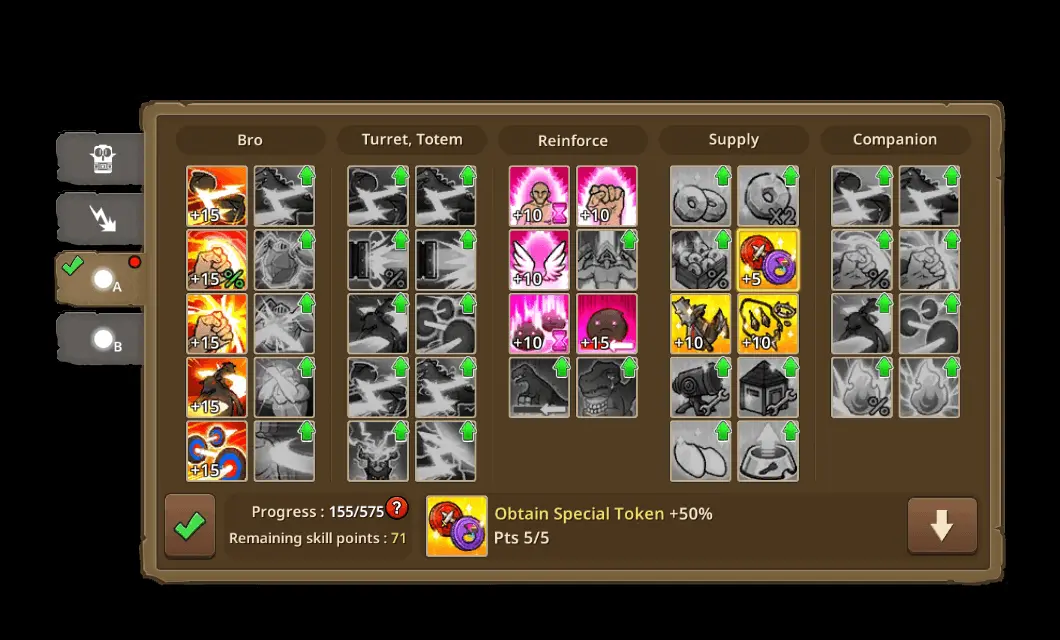 Bro
Turret, Totem
Reinforce
Supply
Companion
+15
+10
+10
X2
+15%
%
+10
%
+5
%
+15
+10
+15
+10
+10
+15
%
+15
A
B
Progress : 155/575 ?
Remaining skill points : 71
Obtain Special Token +50%
Pts 5/5